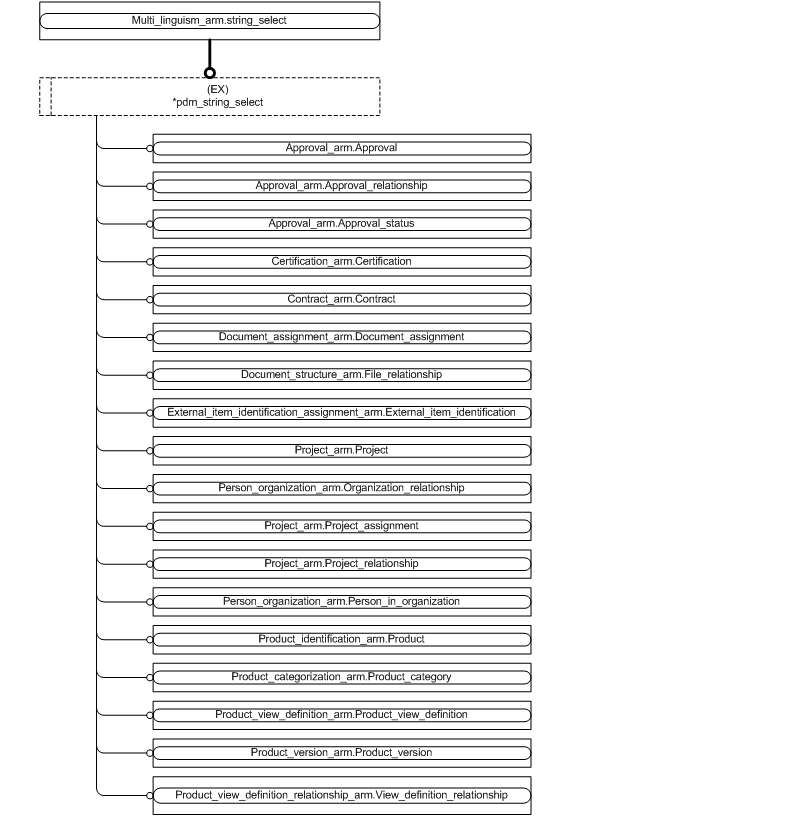 Multi_linguism_arm.string_select
(EX)
*pdm_string_select
Approval_arm.Approval
Approval_arm.Approval_relationship
Approval_arm.Approval_status
Certification_arm.Certification
Contract_arm.Contract
Document_assignment_arm.Document_assignment
Document_structure_arm.File_relationship
External_item_identification_assignment_arm.External_item_identification
Project_arm.Project
Person_organization_arm.Organization_relationship
Project_arm.Project_assignment
Project_arm.Project_relationship
Person_organization_arm.Person_in_organization
Product_identification_arm.Product
Product_categorization_arm.Product_category
Product_view_definition_arm.Product_view_definition
Product_version_arm.Product_version
Product_view_definition_relationship_arm.View_definition_relationship